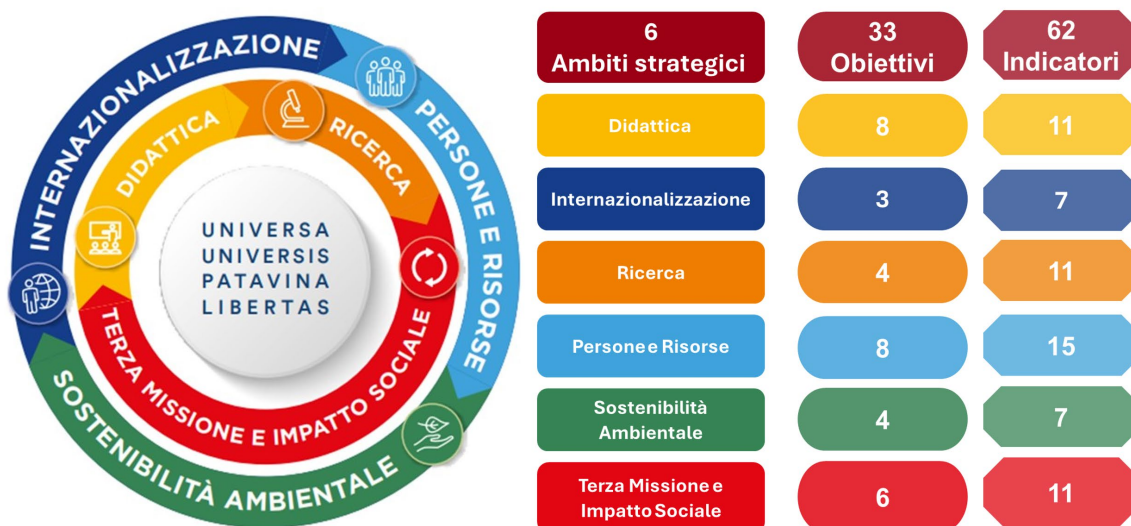 INTERNAZIONALIZZAZIONE
PERSONE E RISORSE
SOSTENIBILITÀ AMBIENTALE
DIDATTICA
RICERCA
TERZA MISSIONE E IMPATTO SOCIALE
UNIVERSA
UNIVERSIS
PATAVINA
LIBERTAS
6 33 62
Ambiti strategici Obiettivi Indicatori
Didattica 8 11
Internazionalizzazione 3 7
Ricerca 4 11
Persone e Risorse 8 15
Sostenibilità
Ambientale 4 7
Terza Missione e
Impatto Sociale 6 11